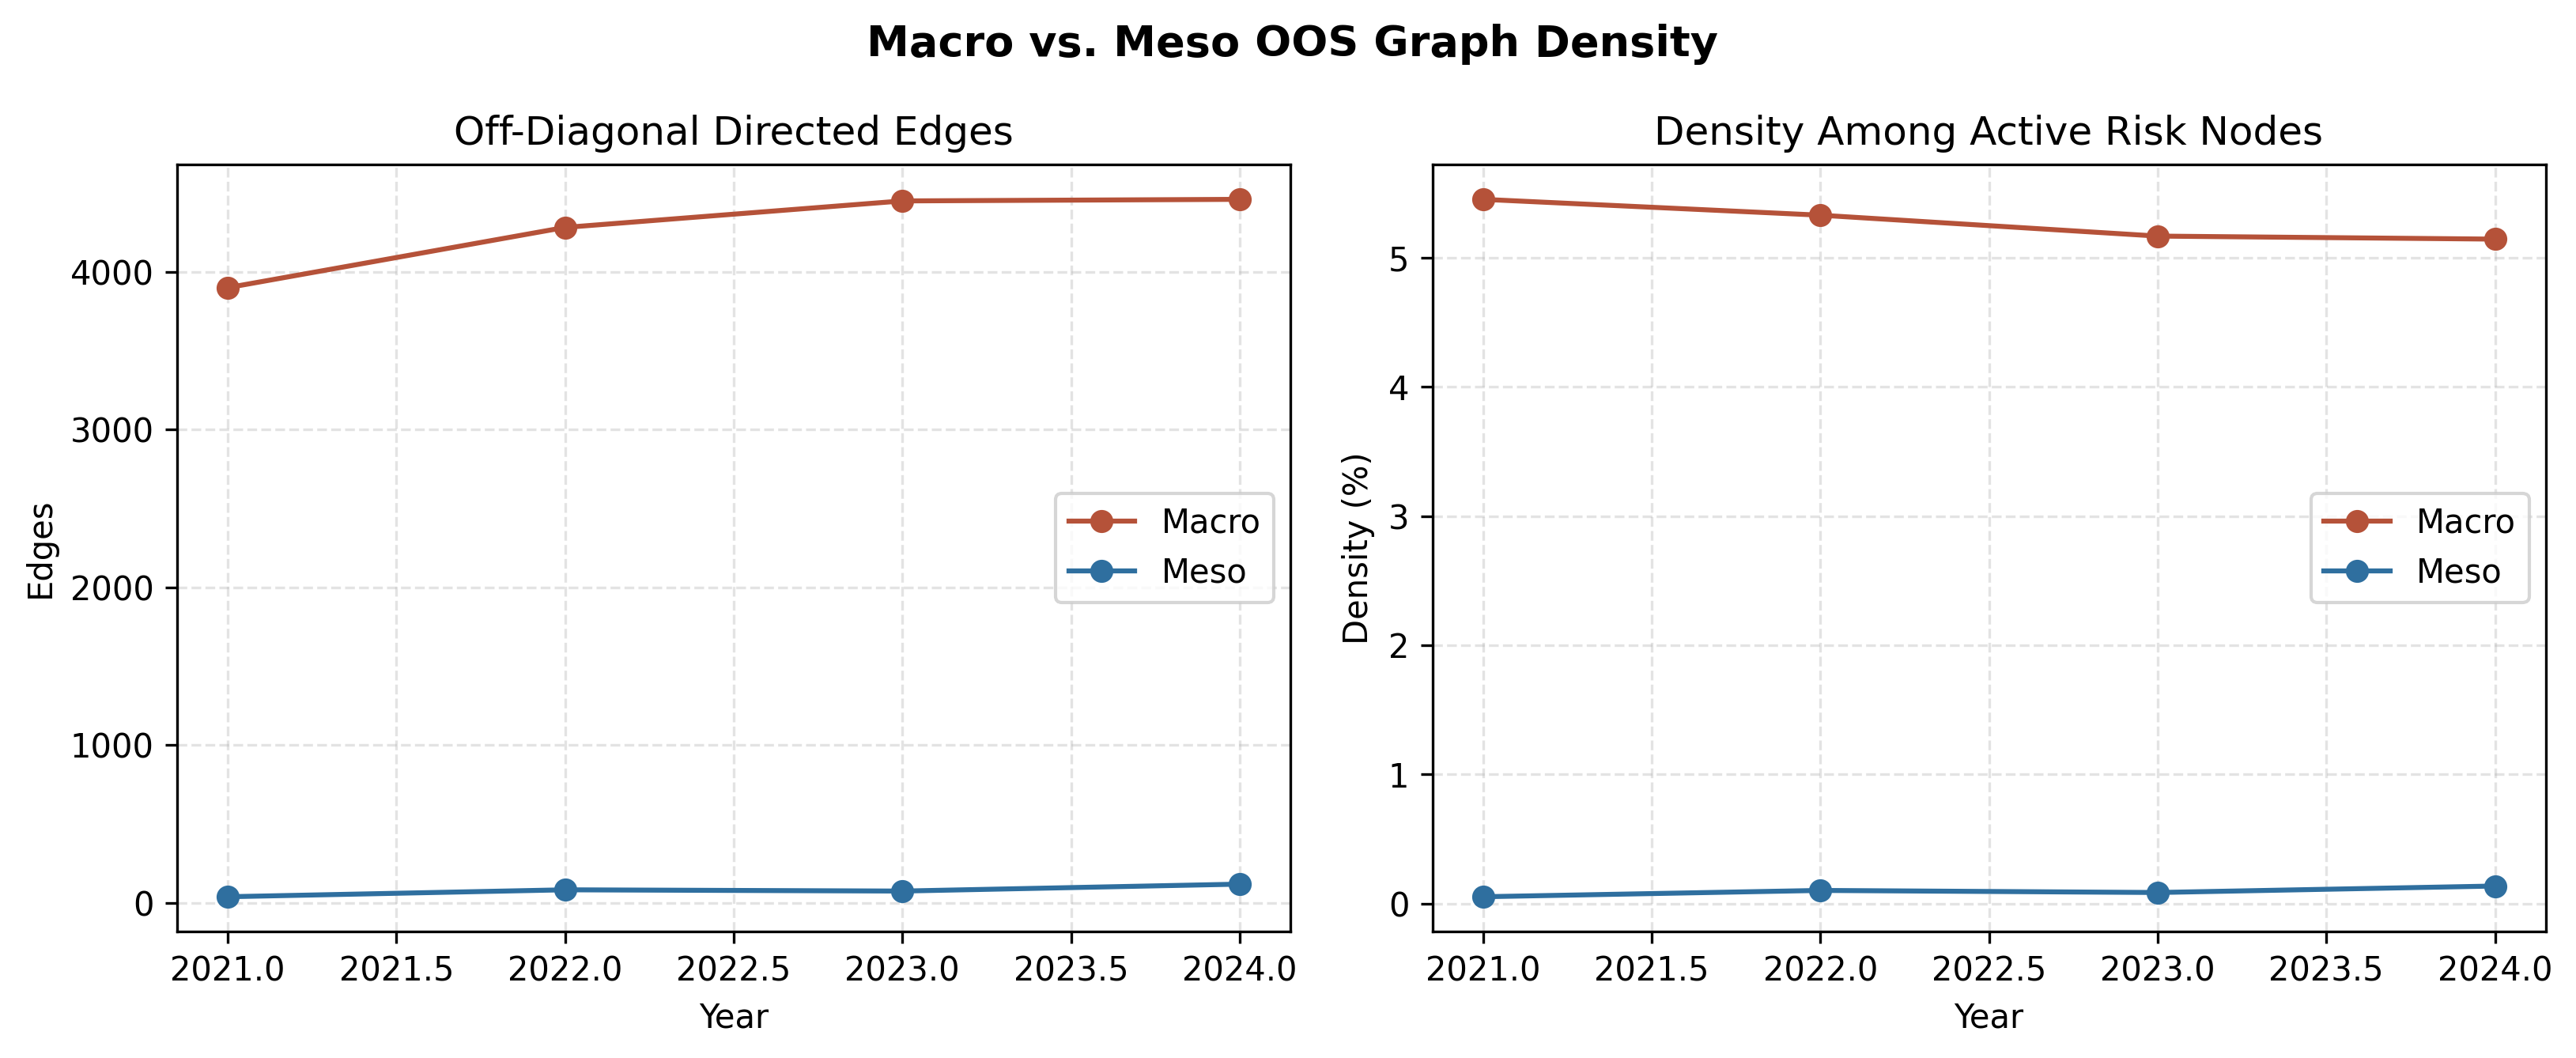 Macro vs. Meso OOS Graph Density
Off-Diagonal Directed Edges
Edges
4000
3000
2000
1000
0
Macro
Meso
2021.0 2021.5 2022.0 2022.5 2023.0 2023.5 2024.0
Year
Density Among Active Risk Nodes
Density (%)
5
4
3
2
1
0
Macro
Meso
2021.0 2021.5 2022.0 2022.5 2023.0 2023.5 2024.0
Year